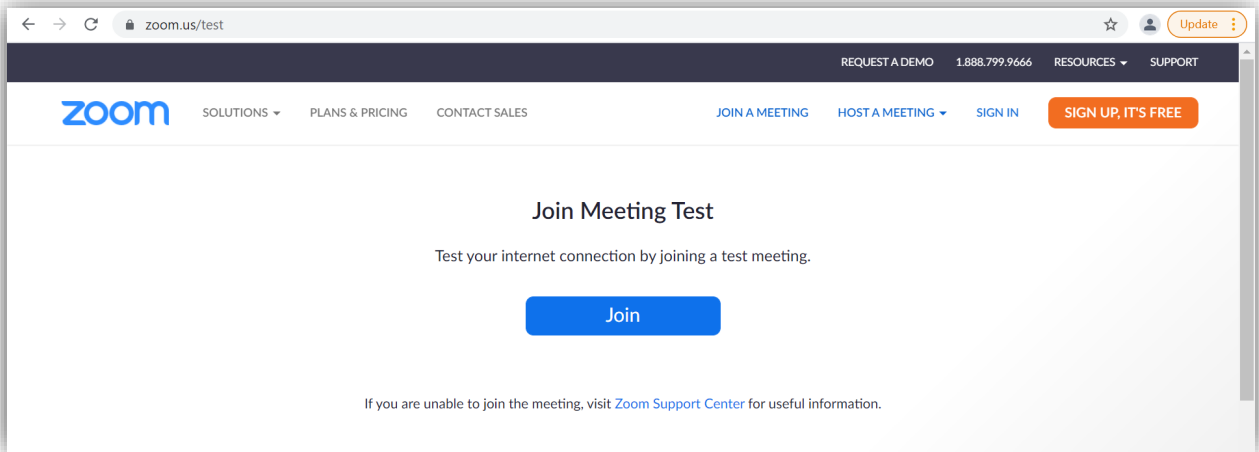 zoom.us/test
Update
REQUEST A DEMO 1.888.799.9666 RESOURCES SUPPORT
zoom SOLUTIONS PLANS & PRICING CONTACT SALES JOIN A MEETING HOST A MEETING SIGN IN SIGN UP, IT'S FREE
Join Meeting Test
Test your internet connection by joining a test meeting.
Join
If you are unable to join the meeting, visit Zoom Support Center for useful information.